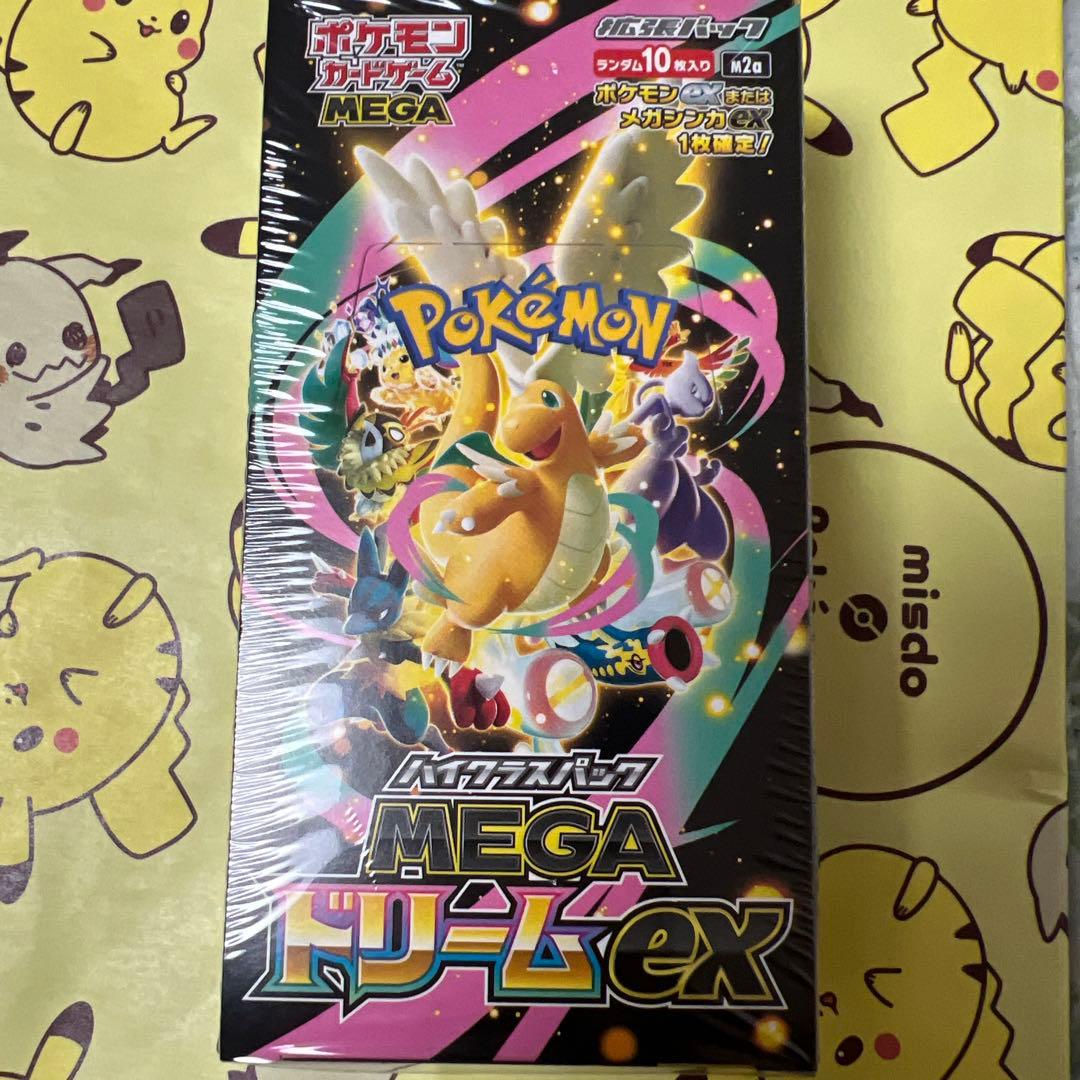 ポケモン
カードゲーム
MEGA
拡張パック
ランダム10枚入り M2a
ポケモンexまたは
メガシンカex
1枚確定!
POKéMON
ハイクラスパック
MEGA
ドリームex
misdo